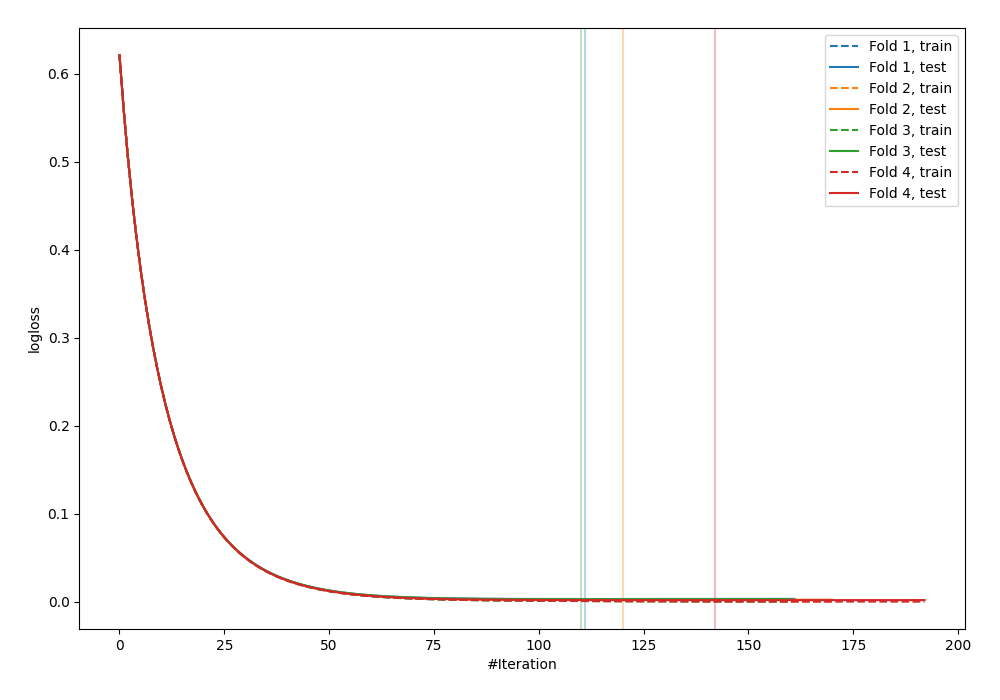 0.6
0.5
0.4
0.3
0.2
0.1
0.0
logloss
0
25
50
75
100
125
150
175
200
#Iteration
Fold 1, train
Fold 1, test
Fold 2, train
Fold 2, test
Fold 3, train
Fold 3, test
Fold 4, train
Fold 4, test